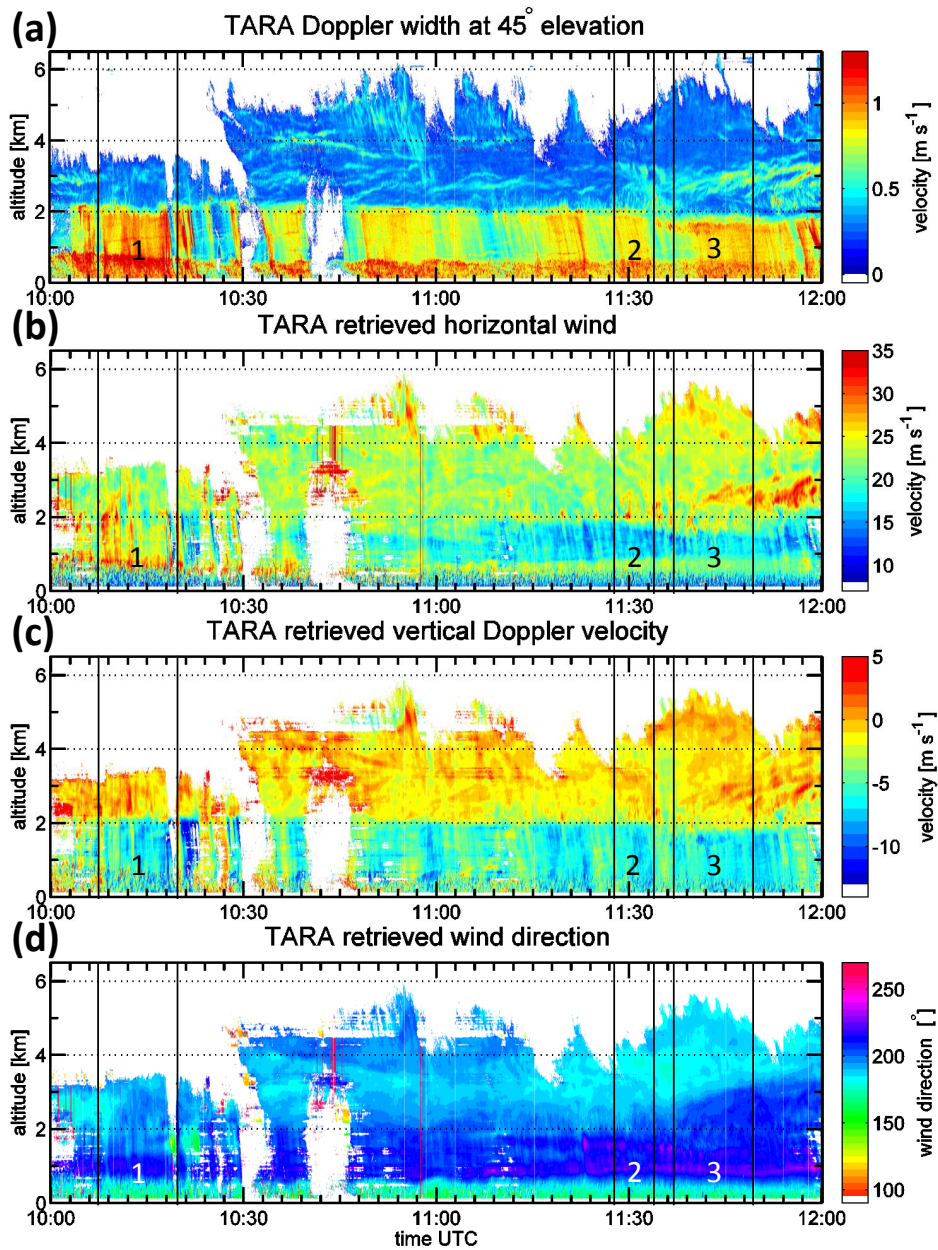 (a) TARA Doppler width at 45° elevation
altitude [km]
6
4
2
0
1 2 3
10:00 10:30 11:00 11:30 12:00
1
0.5
0
velocity [m s⁻¹]
(b) TARA retrieved horizontal wind
altitude [km]
6
4
2
0
1 2 3
10:00 10:30 11:00 11:30 12:00
35
30
25
20
15
10
velocity [m s⁻¹]
(c) TARA retrieved vertical Doppler velocity
altitude [km]
6
4
2
0
1 2 3
10:00 10:30 11:00 11:30 12:00
5
0
-5
-10
velocity [m s⁻¹]
(d) TARA retrieved wind direction
altitude [km]
6
4
2
0
1 2 3
10:00 10:30 11:00 11:30 12:00
time UTC
250
200
150
100
wind direction [°]